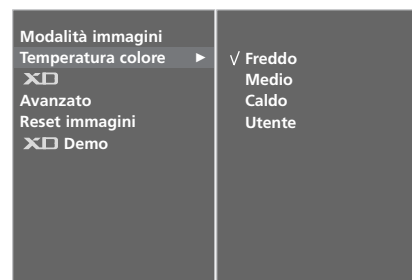 Modalità immagini
Temperatura colore ►
XD
Avanzato
Reset immagini
XD Demo
√ Freddo
Medio
Caldo
Utente